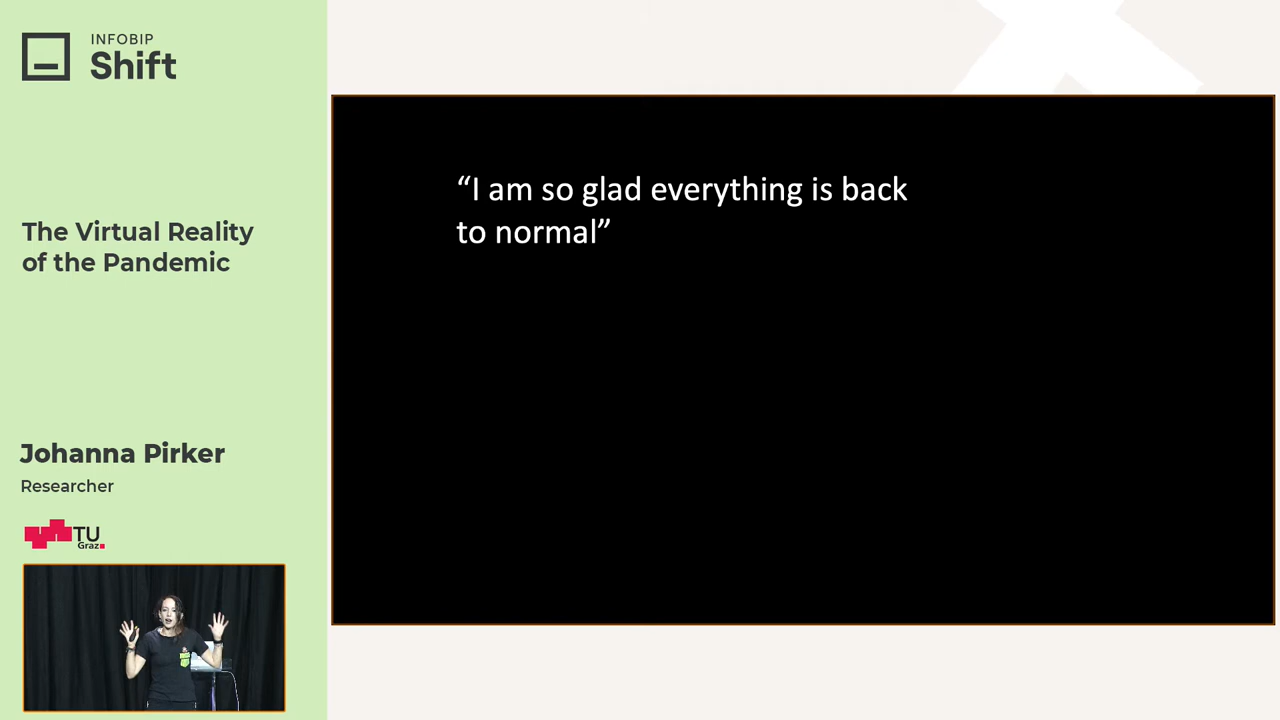 INFOBIP
Shift
The Virtual Reality
of the Pandemic
Johanna Pirker
Researcher
TU
Graz
“I am so glad everything is back
to normal”